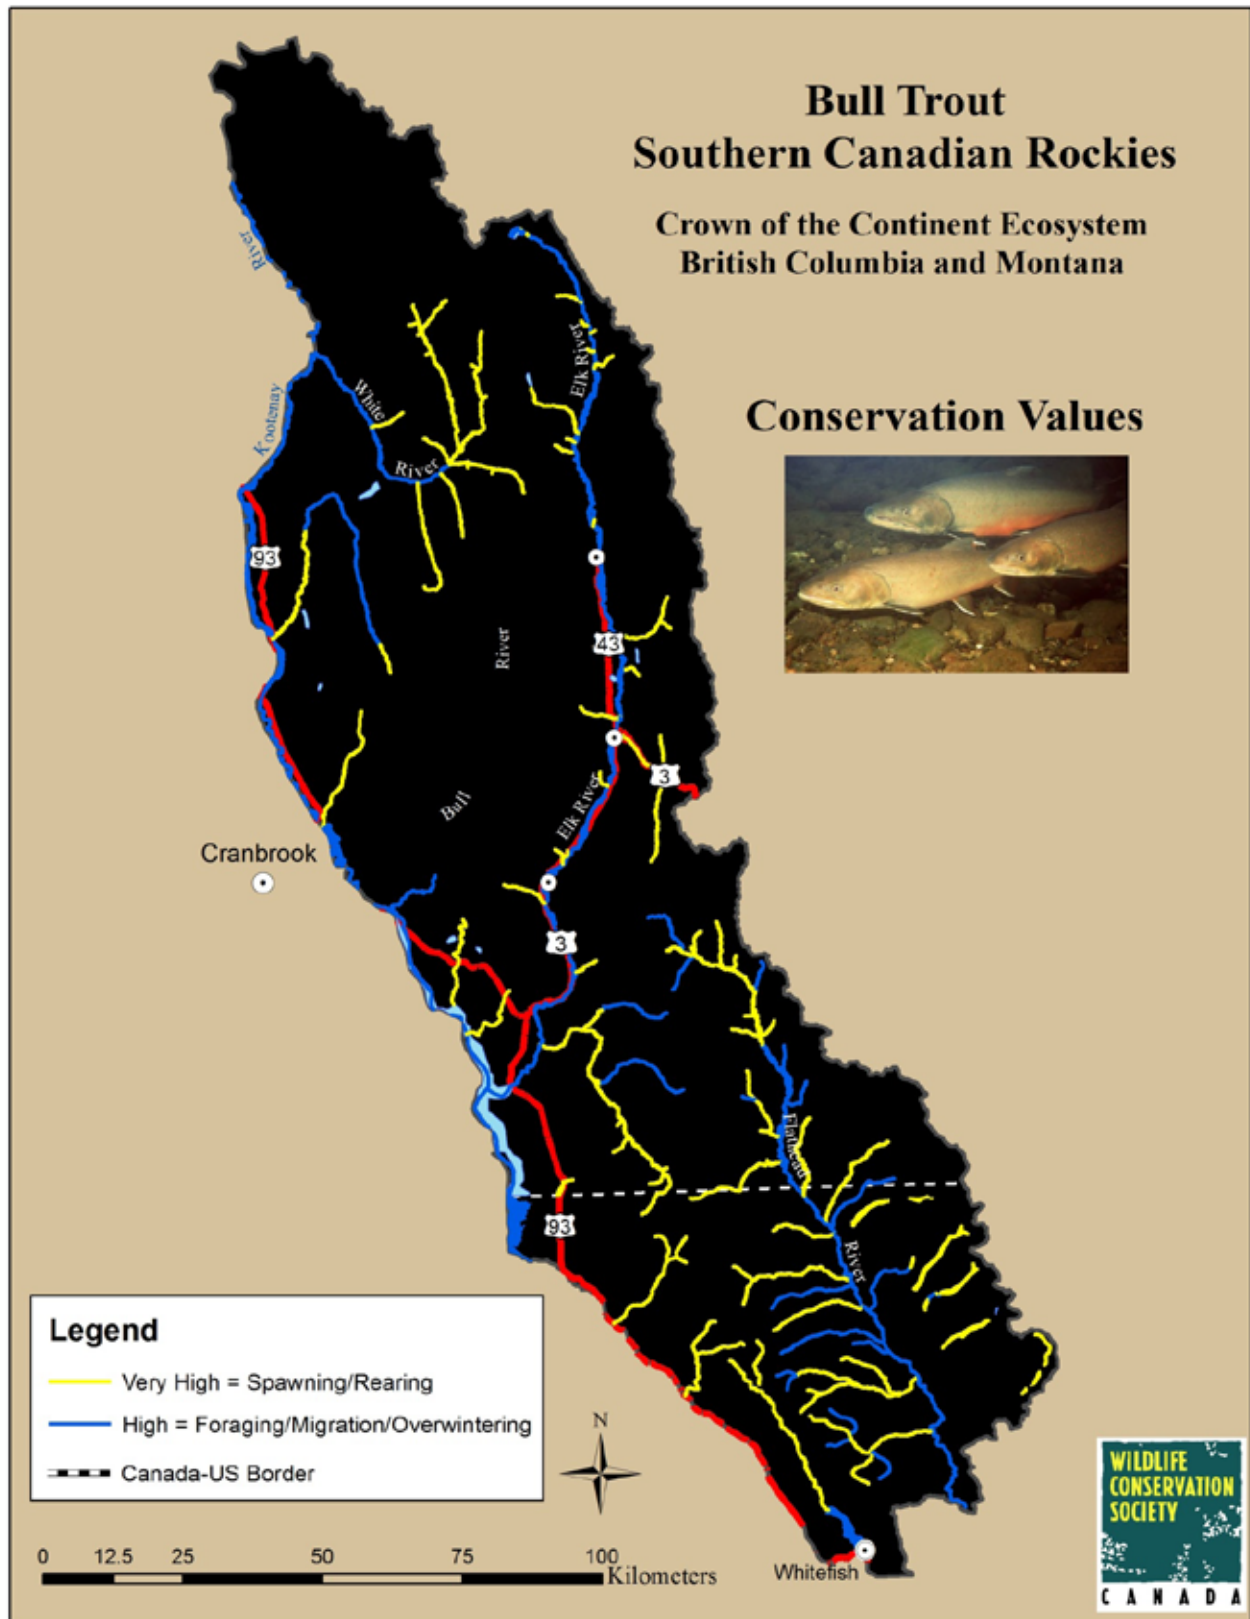 Bull Trout
Southern Canadian Rockies
Crown of the Continent Ecosystem
British Columbia and Montana
Conservation Values
River
Kootenay
White
River
Elk River
93
43
River
3
Bull
Elk River
Cranbrook
3
Flathead
River
93
Legend
Very High = Spawning/Rearing
High = Foraging/Migration/Overwintering
Canada-US Border
N
0 12.5 25 50 75 100
Kilometers
Whitefish
WILDLIFE
CONSERVATION
SOCIETY
CANADA